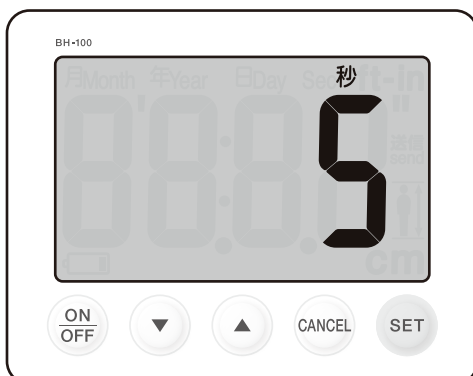 BH-100
月Month 年Year 日Day Sec 秒 ft-in
5
送信
send
cm
ON
OFF
▼
▲
CANCEL
SET